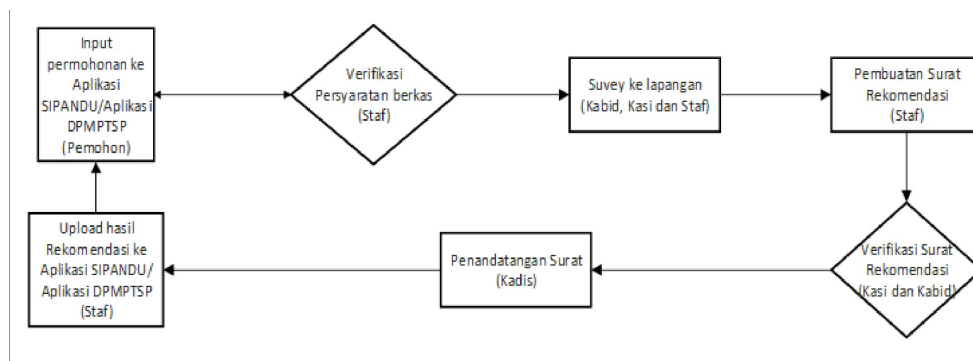 Input
permohonan ke
Aplikasi
SIPANDU/Aplikasi
DPMPTSP
(Pemohon)
Verifikasi
Persyaratan berkas
(Staf)
Suvey ke lapangan
(Kabid, Kasi dan Staf)
Pembuatan Surat
Rekomendasi
(Staf)
Verifikasi Surat
Rekomendasi
(Kasi dan Kabid)
Penandatangan Surat
(Kadis)
Upload hasil
Rekomendasi ke
Aplikasi SIPANDU/
Aplikasi DPMPTSP
(Staf)